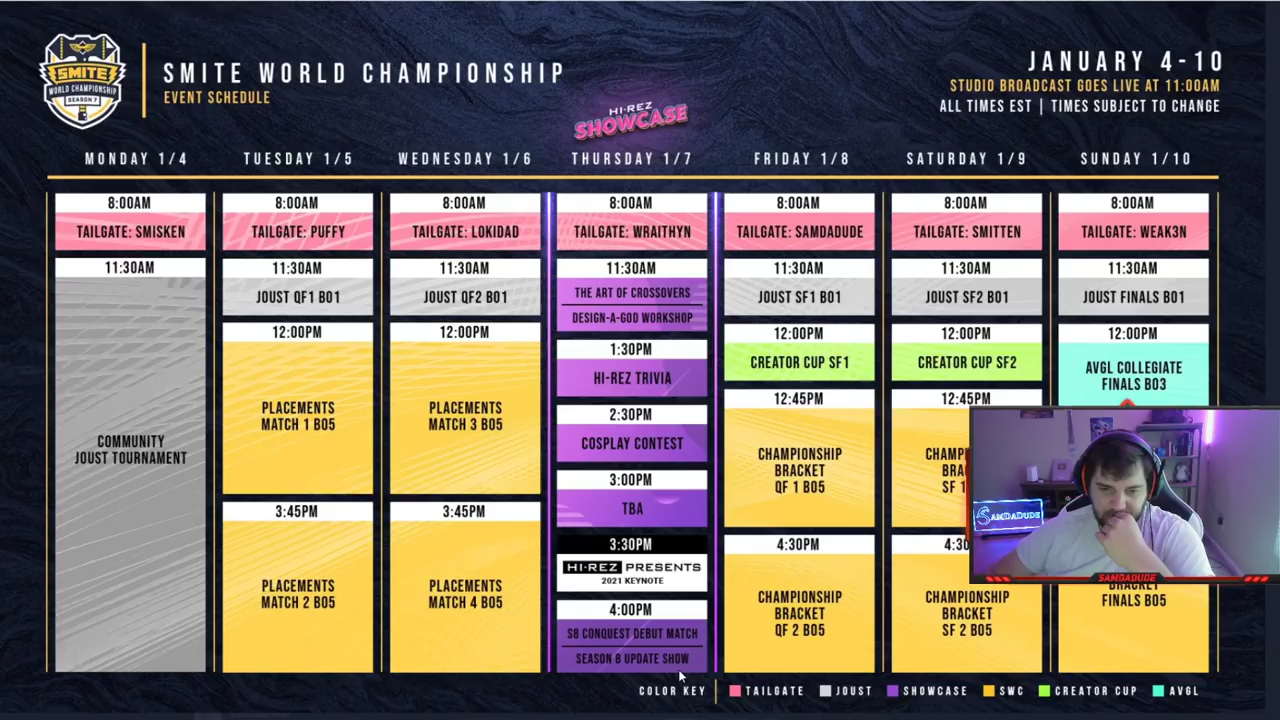 SMITE
WORLD CHAMPIONSHIP
SEASON 7
SMITE WORLD CHAMPIONSHIP
EVENT SCHEDULE
HI-REZ
SHOWCASE
JANUARY 4-10
STUDIO BROADCAST GOES LIVE AT 11:00AM
ALL TIMES EST | TIMES SUBJECT TO CHANGE
MONDAY 1/4
8:00AM
TAILGATE: SMISKEN
11:30AM
COMMUNITY
JOUST TOURNAMENT
TUESDAY 1/5
8:00AM
TAILGATE: PUFFY
11:30AM
JOUST QF1 BO1
12:00PM
PLACEMENTS
MATCH 1 BO5
3:45PM
PLACEMENTS
MATCH 2 BO5
WEDNESDAY 1/6
8:00AM
TAILGATE: LOKIDAD
11:30AM
JOUST QF2 BO1
12:00PM
PLACEMENTS
MATCH 3 BO5
3:45PM
PLACEMENTS
MATCH 4 BO5
THURSDAY 1/7
8:00AM
TAILGATE: WRAITHYN
11:30AM
THE ART OF CROSSOVERS
DESIGN-A-GOD WORKSHOP
1:30PM
HI-REZ TRIVIA
2:30PM
COSPLAY CONTEST
3:00PM
TBA
3:30PM
HI-REZ PRESENTS
2021 KEYNOTE
4:00PM
S8 CONQUEST DEBUT MATCH
SEASON 8 UPDATE SHOW
FRIDAY 1/8
8:00AM
TAILGATE: SAMDADUDE
11:30AM
JOUST SF1 BO1
12:00PM
CREATOR CUP SF1
12:45PM
CHAMPIONSHIP
BRACKET
QF 1 BO5
4:30PM
CHAMPIONSHIP
BRACKET
QF 2 BO5
SATURDAY 1/9
8:00AM
TAILGATE: SMITTEN
11:30AM
JOUST SF2 BO1
12:00PM
CREATOR CUP SF2
12:45PM
CHAMP
BRA
SF 1
4:30
CHAMPIONSHIP
BRACKET
SF 2 BO5
SUNDAY 1/10
8:00AM
TAILGATE: WEAK3N
11:30AM
JOUST FINALS BO1
12:00PM
AVGL COLLEGIATE
FINALS BO3
BRACKET
FINALS BO5
SAMDADUDE
SAMDADUDE
COLOR KEY
TAILGATE
JOUST
SHOWCASE
SWC
CREATOR CUP
AVGL